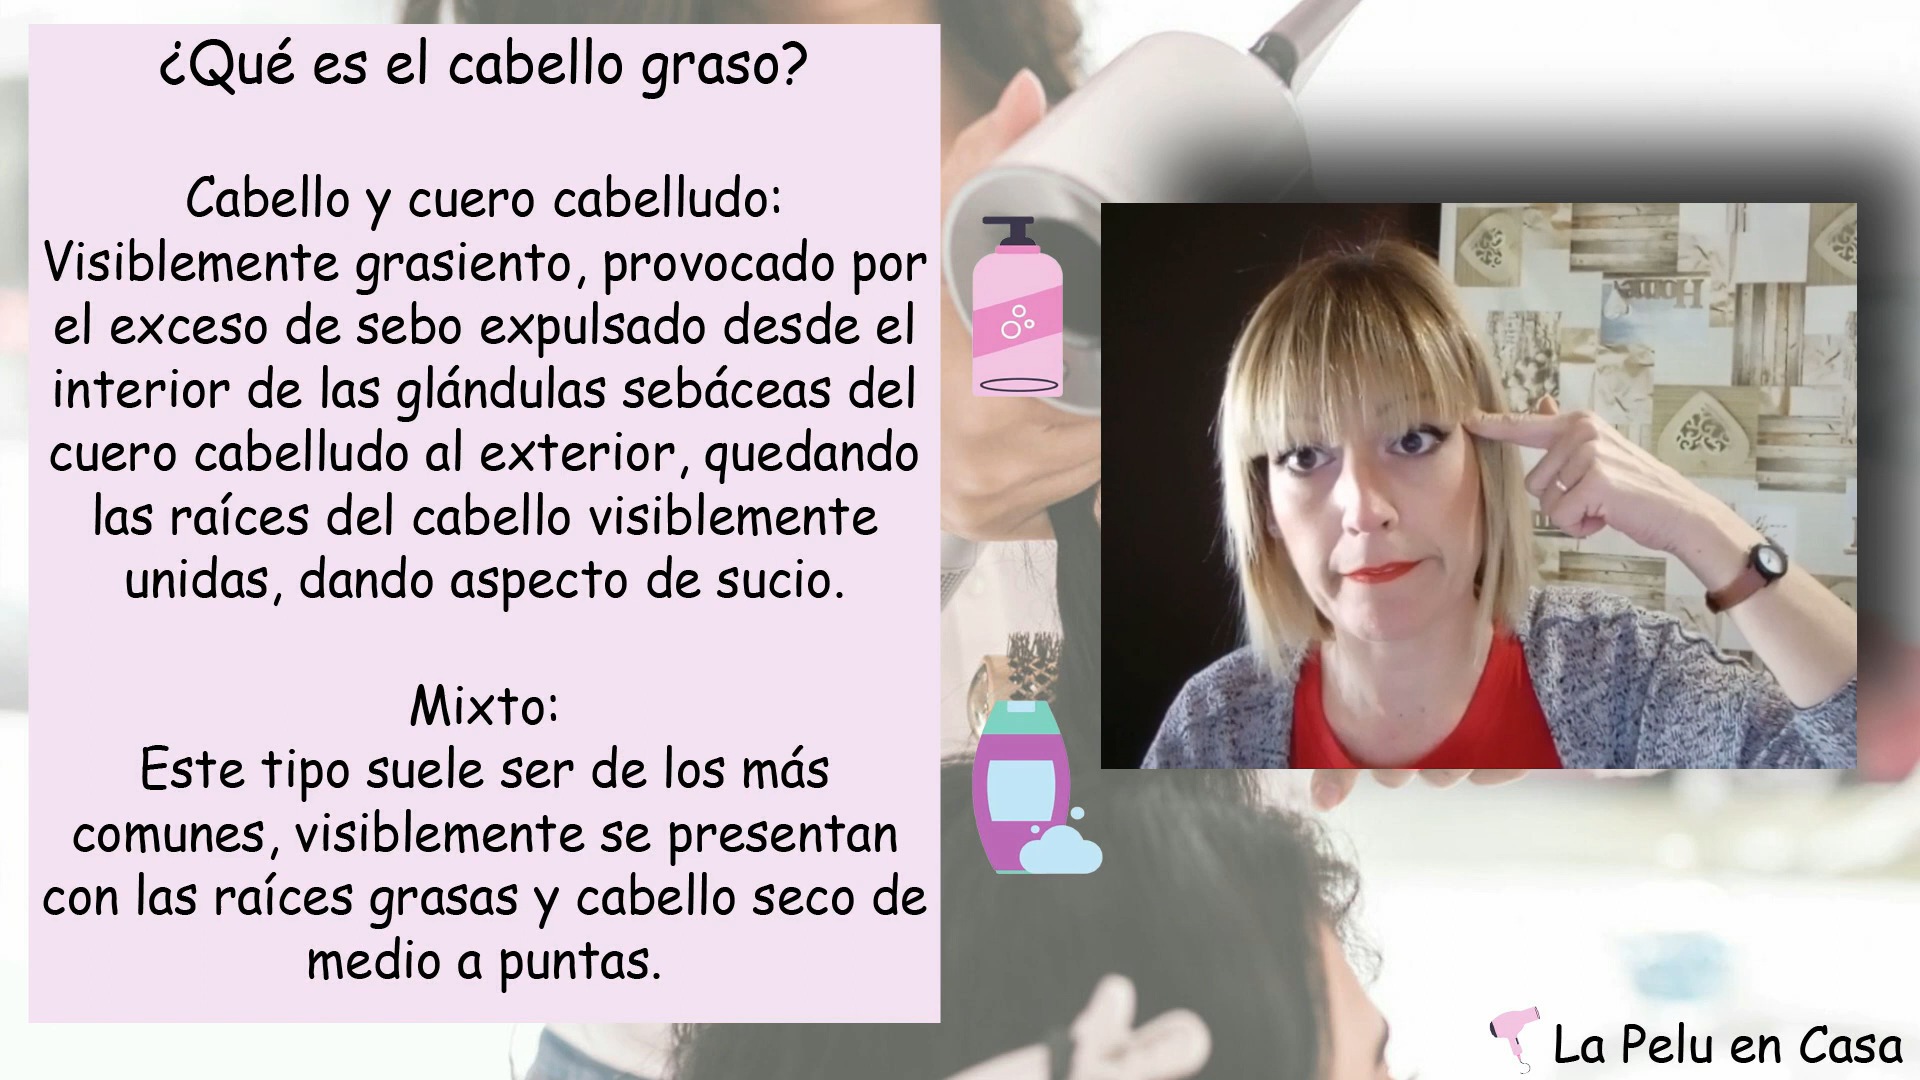 ¿Qué es el cabello graso?
Cabello y cuero cabelludo:
Visiblemente grasiento, provocado por
el exceso de sebo expulsado desde el
interior de las glándulas sebáceas del
cuero cabelludo al exterior, quedando
las raíces del cabello visiblemente
unidas, dando aspecto de sucio.
Mixto:
Este tipo suele ser de los más
comunes, visiblemente se presentan
con las raíces grasas y cabello seco de
medio a puntas.
Home
La Pelu en Casa